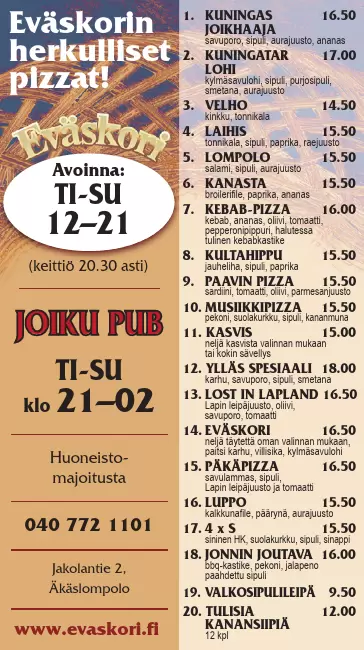 Eväskorin
herkulliset
pizzat!
Eväskori
Avoinna:
TI-SU
12–21
(keittiö 20.30 asti)
JOIKU PUB
TI-SU
klo 21–02
Huoneisto-
majoitusta
040 772 1101
Jakolantie 2,
Äkäslompolo
www.evaskori.fi
1. KUNINGAS 16.50
JOIKHAAJA
savuporo, sipuli, aurajuusto, ananas
2. KUNINGATAR 17.00
LOHI
kylmäsavulohi, sipuli, purjosipuli,
smetana, aurajuusto
3. VELHO 14.50
kinkku, tonnikala
4. LAIHIS 15.50
tonnikala, sipuli, paprika, raejuusto
5. LOMPOLO 15.50
salami, sipuli, aurajuusto
6. KANASTA 15.50
broilerifile, paprika, ananas
7. KEBAB-PIZZA 16.00
kebab, ananas, oliivi, tomaatti,
pepperonipippuri, halutessa
tulinen kebabkastike
8. KULTAHIPPU 15.50
jauheliha, sipuli, paprika
9. PAAVIN PIZZA 15.50
sardiini, tomaatti, oliivi, parmesanjuusto
10. MUSIIKKIPIZZA 15.50
pekoni, suolakurkku, sipuli, kananmuna
11. KASVIS 15.00
neljä kasvista valinnan mukaan
tai kokin sävellys
12. YLLÄS SPESIAALI 18.00
karhu, savuporo, sipuli, smetana
13. LOST IN LAPLAND 16.50
Lapin leipäjuusto, oliivi,
savuporo, tomaatti
14. EVÄSKORI 16.50
neljä täytettä oman valinnan mukaan,
paitsi karhu, villisika, kylmäsavulohi
15. PÄKÄPIZZA 16.50
savulammas, sipuli,
Lapin leipäjuusto ja tomaatti
16. LUPPO 15.50
kalkkunafile, päärynä, aurajuusto
17. 4 x S 15.50
sininen HK, suolakurkku, sipuli, sinappi
18. JONNIN JOUTAVA 16.00
bbq-kastike, pekoni, jalapeno
paahdettu sipuli
19. VALKOSIPULILEIPÄ 9.50
20. TULISIA 12.00
KANANSIIPIÄ
12 kpl